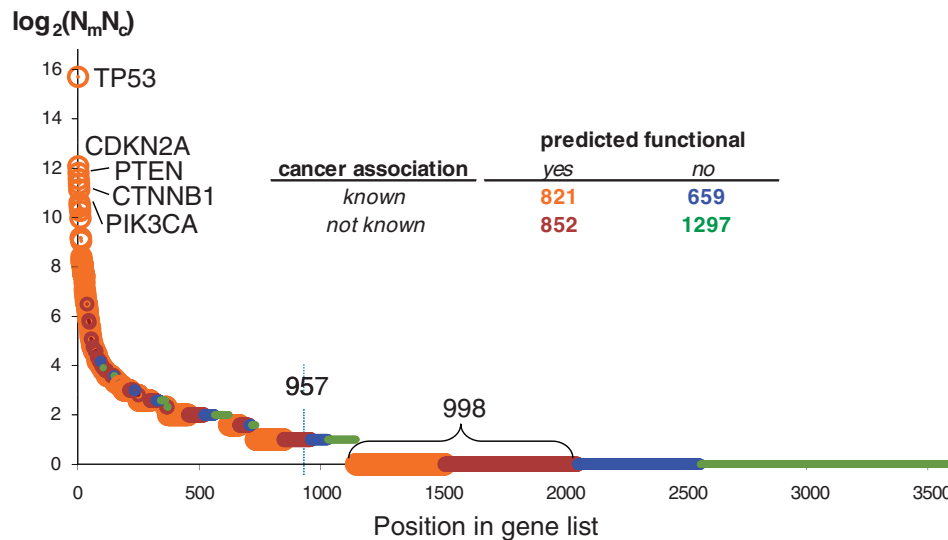 log₂(NₘN꜀)
16
TP53
14
CDKN2A
12
PTEN
CTNNB1
10
PIK3CA
8
6
4
2
0
predicted functional
cancer association yes no
known 821 659
not known 852 1297
957
998
0 500 1000 1500 2000 2500 3000 3500
Position in gene list